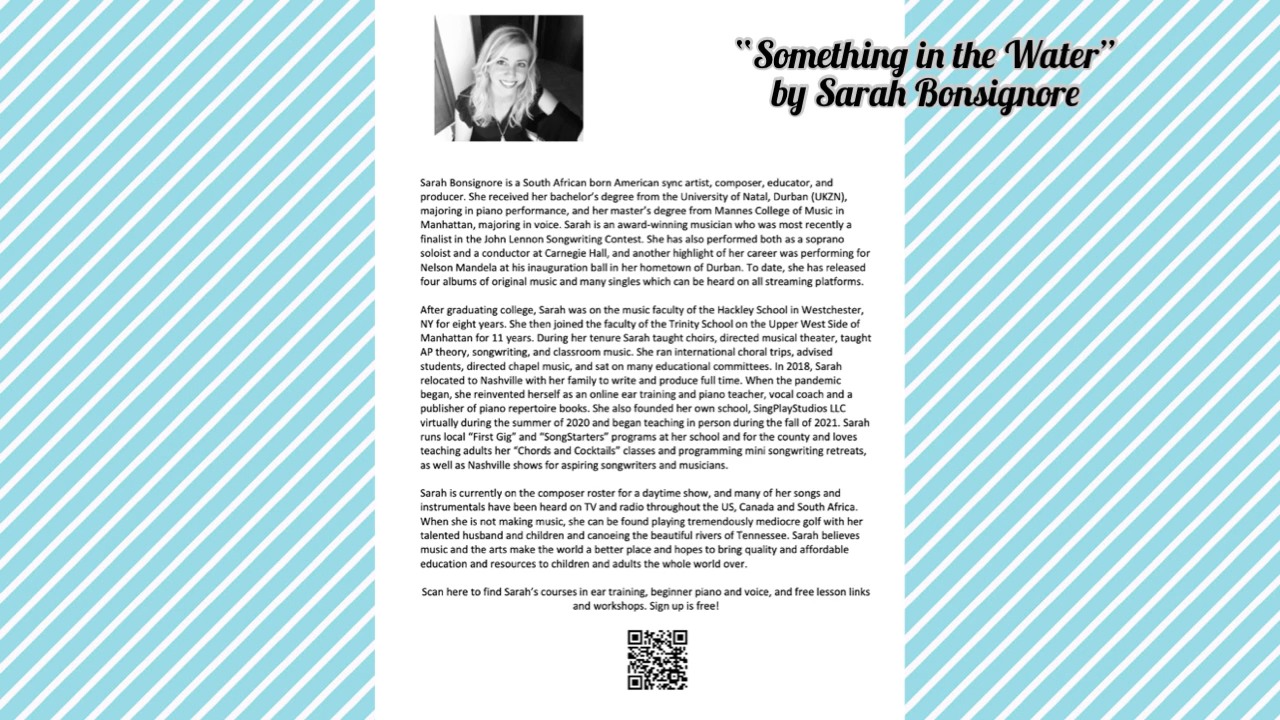 “Something in the Water”
by Sarah Bonsignore
Sarah Bonsignore is a South African born American sync artist, composer, educator, and
producer. She received her bachelor’s degree from the University of Natal, Durban (UKZN),
majoring in piano performance, and her master’s degree from Mannes College of Music in
Manhattan, majoring in voice. Sarah is an award-winning musician who was most recently a
finalist in the John Lennon Songwriting Contest. She has also performed both as a soprano
soloist and a conductor at Carnegie Hall, and another highlight of her career was performing for
Nelson Mandela at his inauguration ball in her hometown of Durban. To date, she has released
four albums of original music and many singles which can be heard on all streaming platforms.
After graduating college, Sarah was on the music faculty of the Hackley School in Westchester,
NY for eight years. She then joined the faculty of the Trinity School on the Upper West Side of
Manhattan for 11 years. During her tenure Sarah taught choirs, directed musical theater, taught
AP theory, songwriting, and classroom music. She ran international choral trips, advised
students, directed chapel music, and sat on many educational committees. In 2018, Sarah
relocated to Nashville with her family to write and produce full time. When the pandemic
began, she reinvented herself as an online ear training and piano teacher, vocal coach and a
publisher of piano repertoire books. She also founded her own school, SingPlayStudios LLC
virtually during the summer of 2020 and began teaching in person during the fall of 2021. Sarah
runs local “First Gig” and “SongStarters” programs at her school and for the county and loves
teaching adults her “Chords and Cocktails” classes and programming mini songwriting retreats,
as well as Nashville shows for aspiring songwriters and musicians.
Sarah is currently on the composer roster for a daytime show, and many of her songs and
instrumentals have been heard on TV and radio throughout the US, Canada and South Africa.
When she is not making music, she can be found playing tremendously mediocre golf with her
talented husband and children and canoeing the beautiful rivers of Tennessee. Sarah believes
music and the arts make the world a better place and hopes to bring quality and affordable
education and resources to children and adults the whole world over.
Scan here to find Sarah’s courses in ear training, beginner piano and voice, and free lesson links
and workshops. Sign up is free!